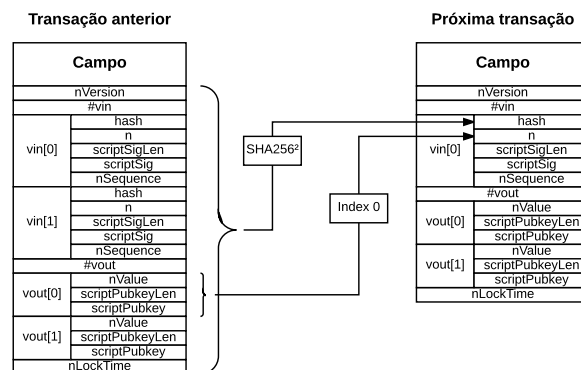 Transação anterior
Campo
nVersion
#vin
vin[0]
hash
n
scriptSigLen
scriptSig
nSequence
vin[1]
hash
n
scriptSigLen
scriptSig
nSequence
#vout
vout[0]
nValue
scriptPubkeyLen
scriptPubkey
vout[1]
nValue
scriptPubkeyLen
scriptPubkey
nLockTime
SHA256²
Index 0
Próxima transação
Campo
nVersion
#vin
vin[0]
hash
n
scriptSigLen
scriptSig
nSequence
#vout
vout[0]
nValue
scriptPubkeyLen
scriptPubkey
vout[1]
nValue
scriptPubkeyLen
scriptPubkey
nLockTime